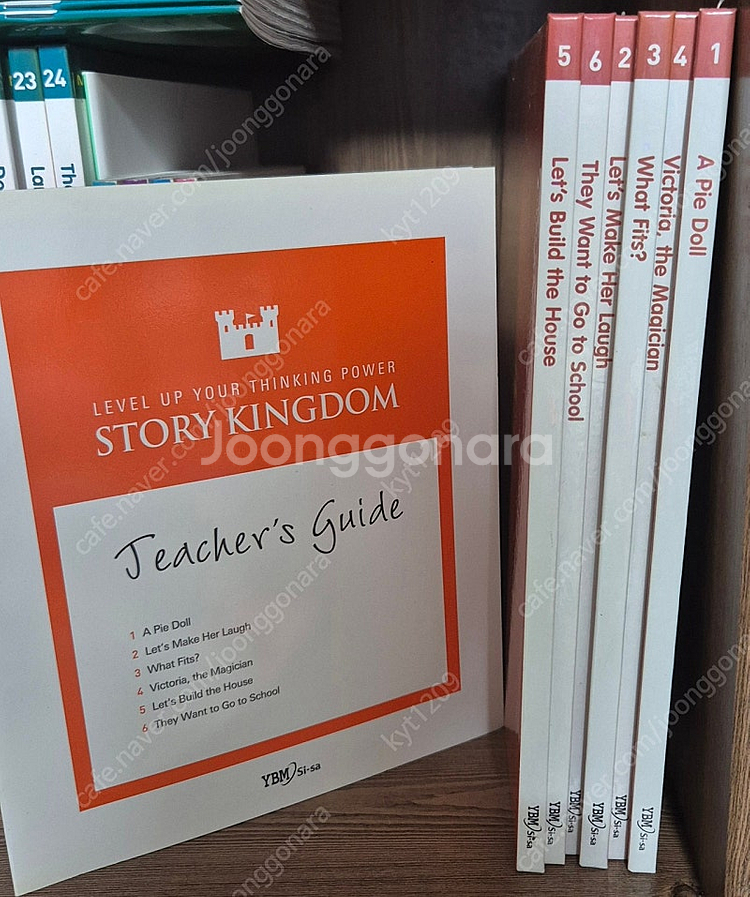 23
24
La
Th
LEVEL UP YOUR THINKING POWER
STORY KINGDOM
Teacher's Guide
1 A Pie Doll
2 Let's Make Her Laugh
3 What Fits?
4 Victoria, the Magician
5 Let's Build the House
6 They Want to Go to School
YBM Si-sa
5 Let's Build the House YBM Si-sa
6 They Want to Go to School YBM Si-sa
2 Let's Make Her Laugh YBM Si-sa
3 What Fits? YBM Si-sa
4 Victoria, the Magician YBM Si-sa
1 A Pie Doll YBM Si-sa
Joonggonara
cafe.naver.com/joonggonara
kyt1209